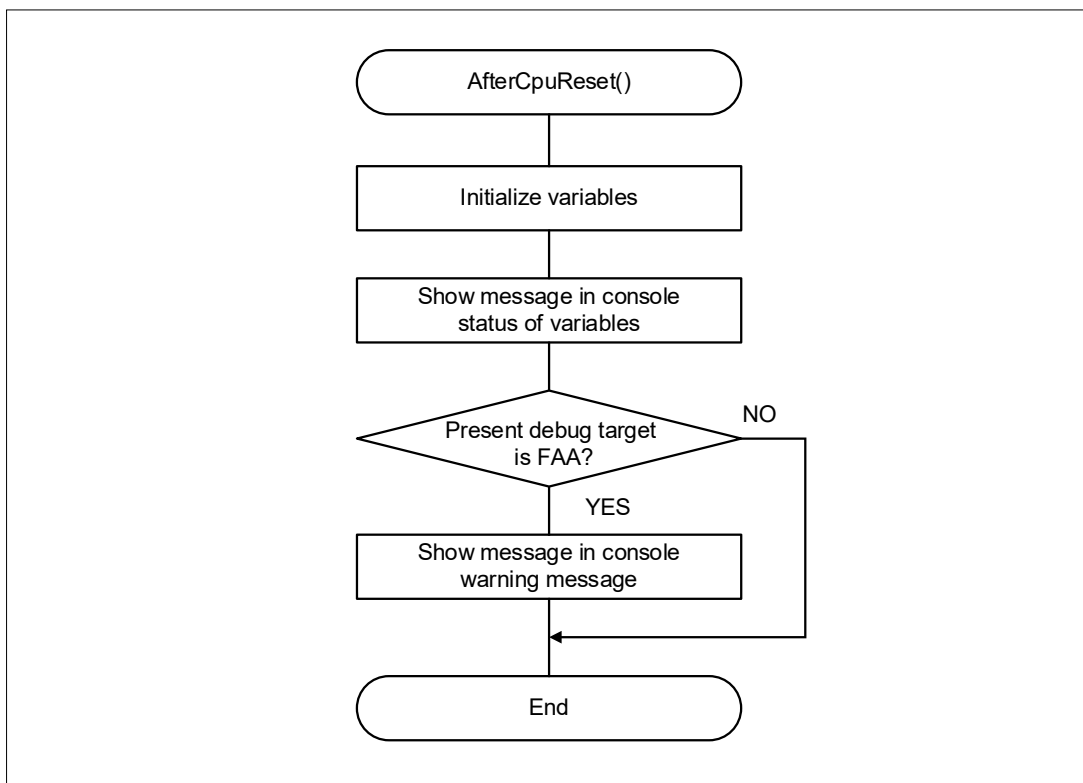 AfterCpuReset()
Initialize variables
Show message in console
status of variables
Present debug target
is FAA?
NO
YES
Show message in console
warning message
End